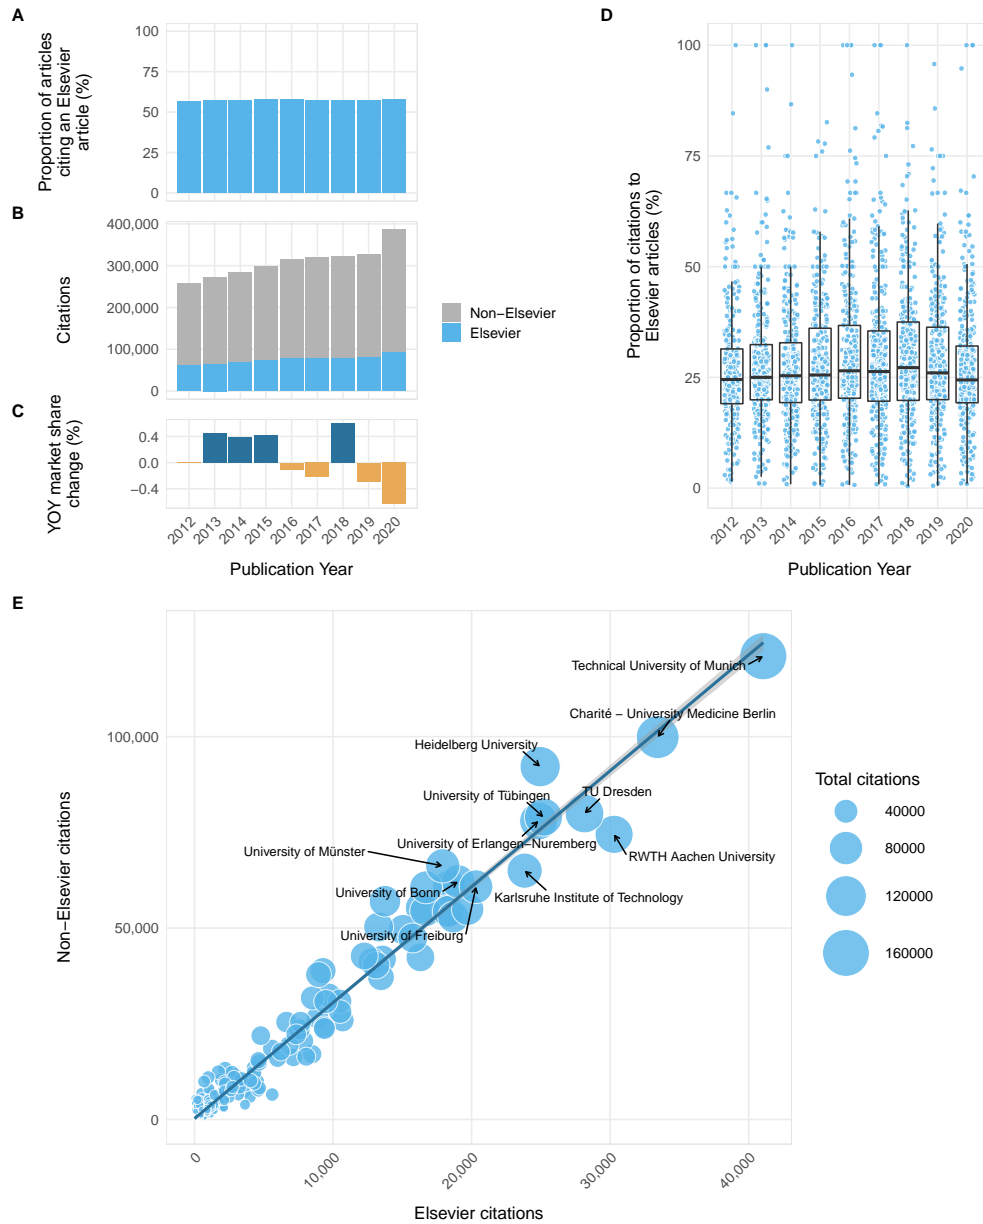 A
Proportion of articles
citing an Elsevier
article (%)
100
75
50
25
0
B
Citations
400,000
300,000
200,000
100,000
0
Non−Elsevier
Elsevier
C
YOY market share
change (%)
0.4
0.0
−0.4
2012
2013
2014
2015
2016
2017
2018
2019
2020
Publication Year
D
Proportion of citations to
Elsevier articles (%)
100
75
50
25
0
2012
2013
2014
2015
2016
2017
2018
2019
2020
Publication Year
E
Non−Elsevier citations
100,000
50,000
0
Technical University of Munich
Charité − University Medicine Berlin
Heidelberg University
University of Tübingen
TU Dresden
University of Erlangen−Nuremberg
University of Münster
RWTH Aachen University
University of Bonn
Karlsruhe Institute of Technology
University of Freiburg
0
10,000
20,000
30,000
40,000
Elsevier citations
Total citations
40000
80000
120000
160000